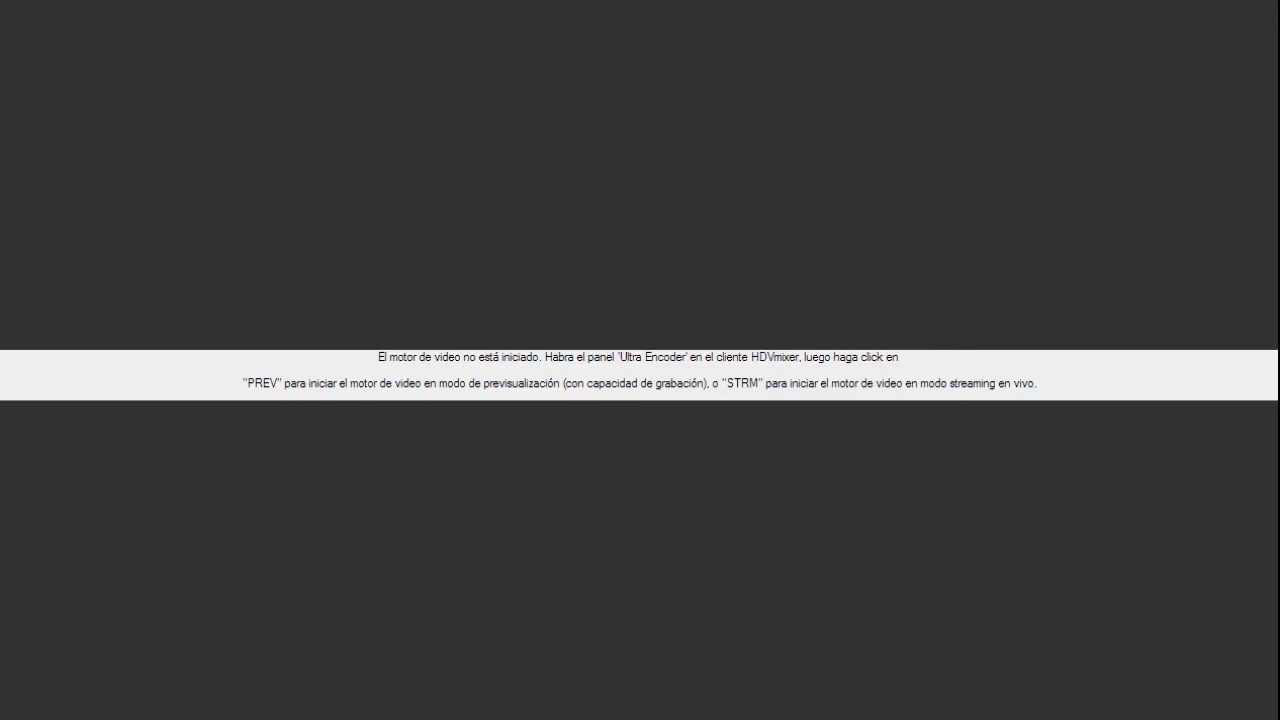 El motor de video no está iniciado. Habra el panel 'Ultra Encoder' en el cliente HDVmixer, luego haga click en
"PREV" para iniciar el motor de video en modo de previsualización (con capacidad de grabación), o "STRM" para iniciar el motor de video en modo streaming en vivo.